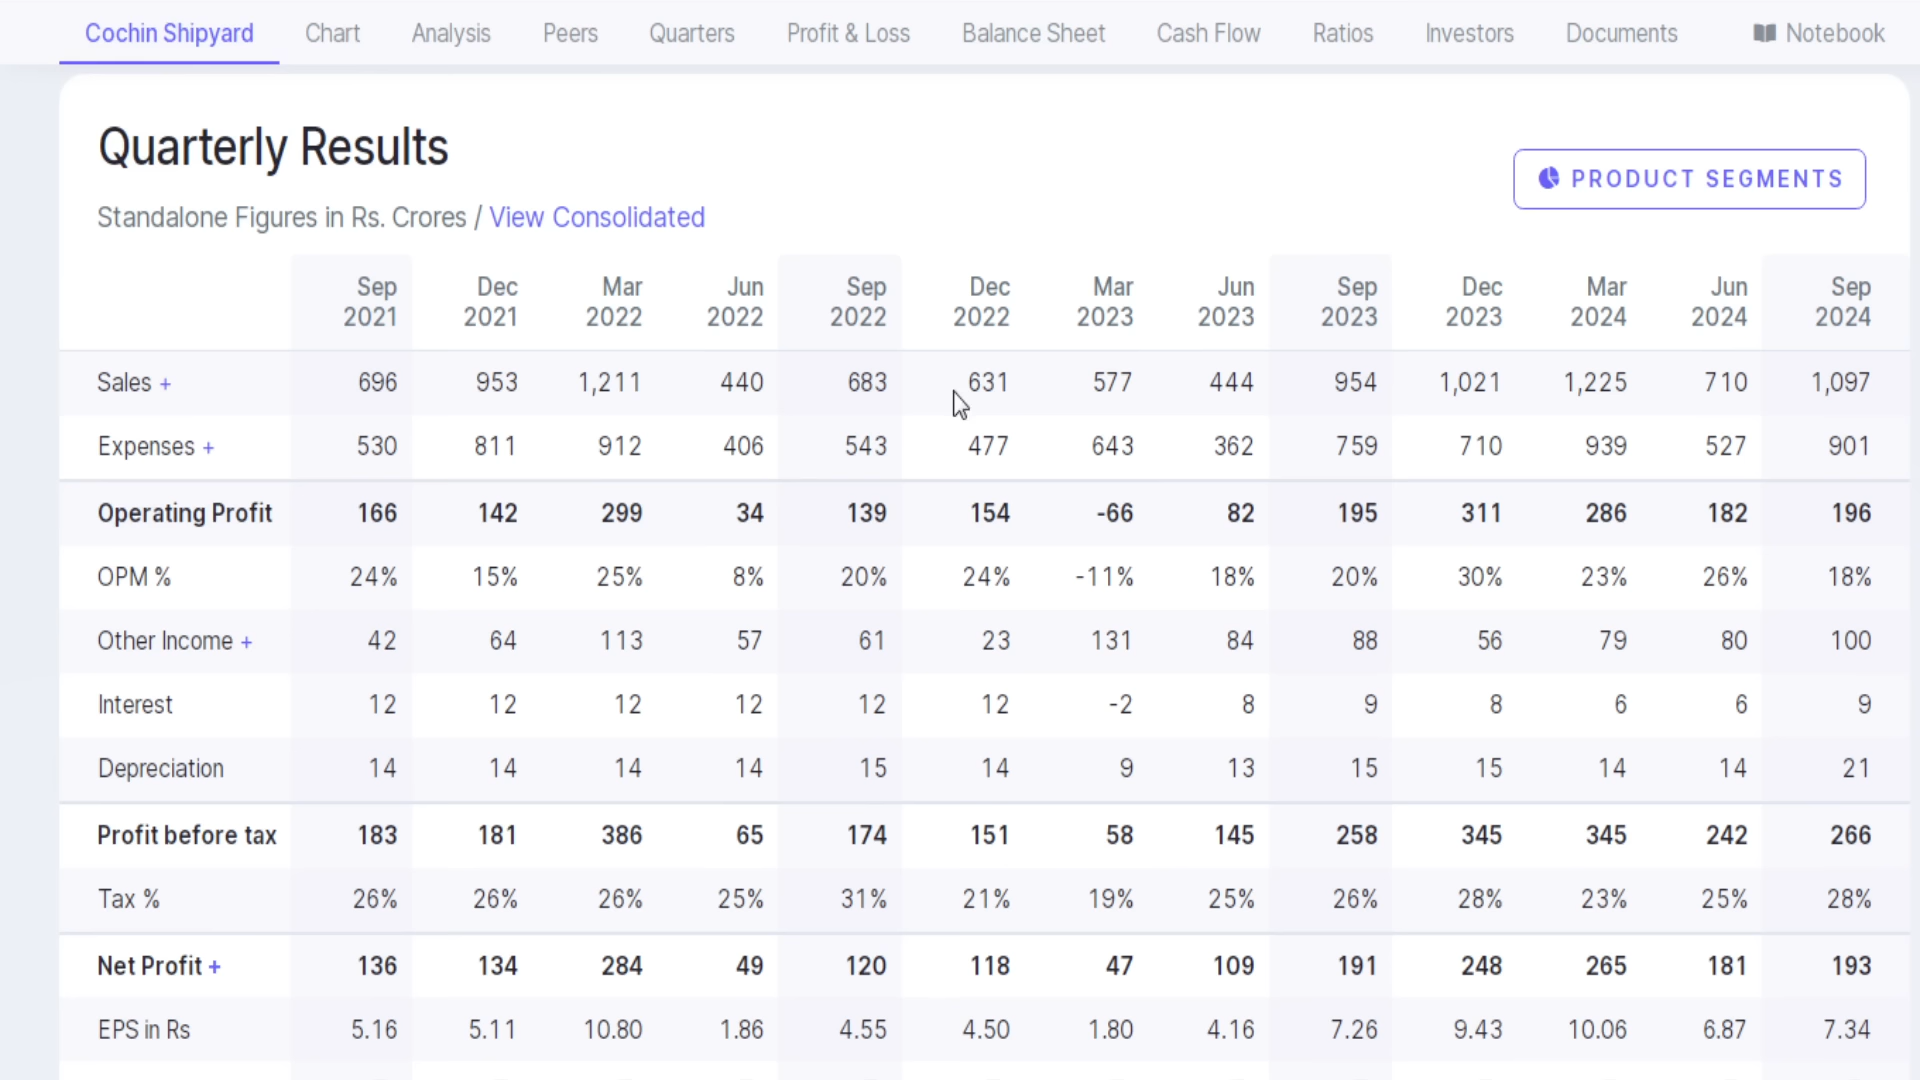 Cochin Shipyard Chart Analysis Peers Quarters Profit & Loss Balance Sheet Cash Flow Ratios Investors Documents Notebook
Quarterly Results
PRODUCT SEGMENTS
Standalone Figures in Rs. Crores / View Consolidated
Sep Dec Mar Jun Sep Dec Mar Jun Sep Dec Mar Jun Sep
2021 2021 2022 2022 2022 2022 2023 2023 2023 2023 2024 2024 2024
Sales + 696 953 1,211 440 683 631 577 444 954 1,021 1,225 710 1,097
Expenses + 530 811 912 406 543 477 643 362 759 710 939 527 901
Operating Profit 166 142 299 34 139 154 -66 82 195 311 286 182 196
OPM % 24% 15% 25% 8% 20% 24% -11% 18% 20% 30% 23% 26% 18%
Other Income + 42 64 113 57 61 23 131 84 88 56 79 80 100
Interest 12 12 12 12 12 12 -2 8 9 8 6 6 9
Depreciation 14 14 14 14 15 14 9 13 15 15 14 14 21
Profit before tax 183 181 386 65 174 151 58 145 258 345 345 242 266
Tax % 26% 26% 26% 25% 31% 21% 19% 25% 26% 28% 23% 25% 28%
Net Profit + 136 134 284 49 120 118 47 109 191 248 265 181 193
EPS in Rs 5.16 5.11 10.80 1.86 4.55 4.50 1.80 4.16 7.26 9.43 10.06 6.87 7.34